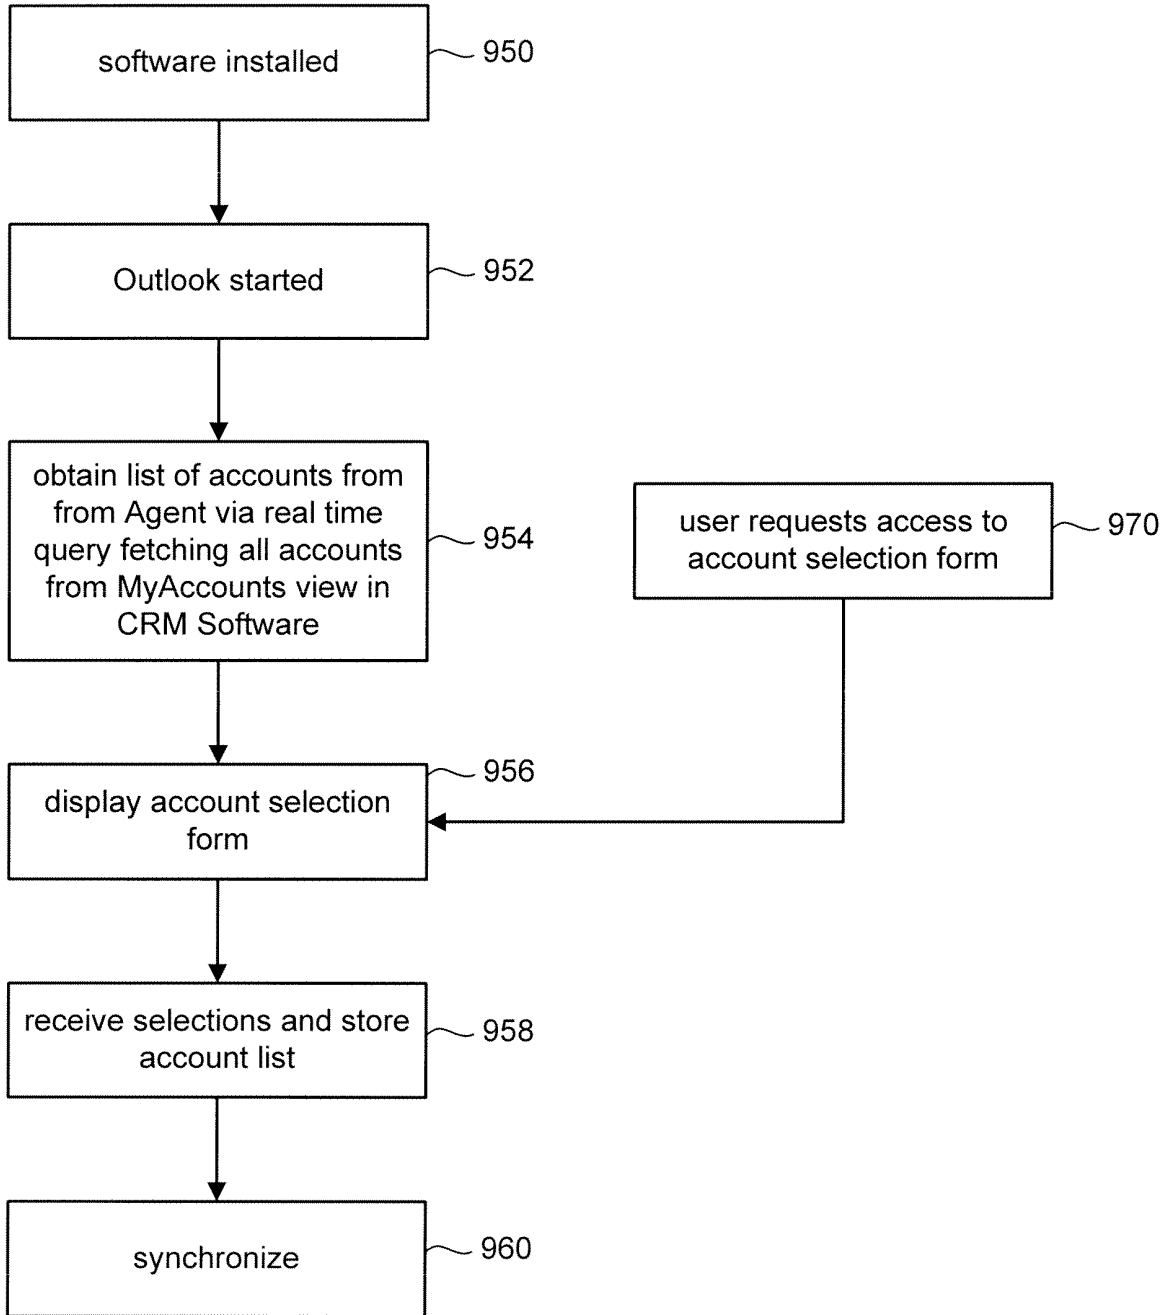 software installed
950
Outlook started
952
obtain list of accounts from
from Agent via real time
query fetching all accounts
from MyAccounts view in
CRM Software
954
user requests access to
account selection form
970
display account selection
form
956
receive selections and store
account list
958
synchronize
960